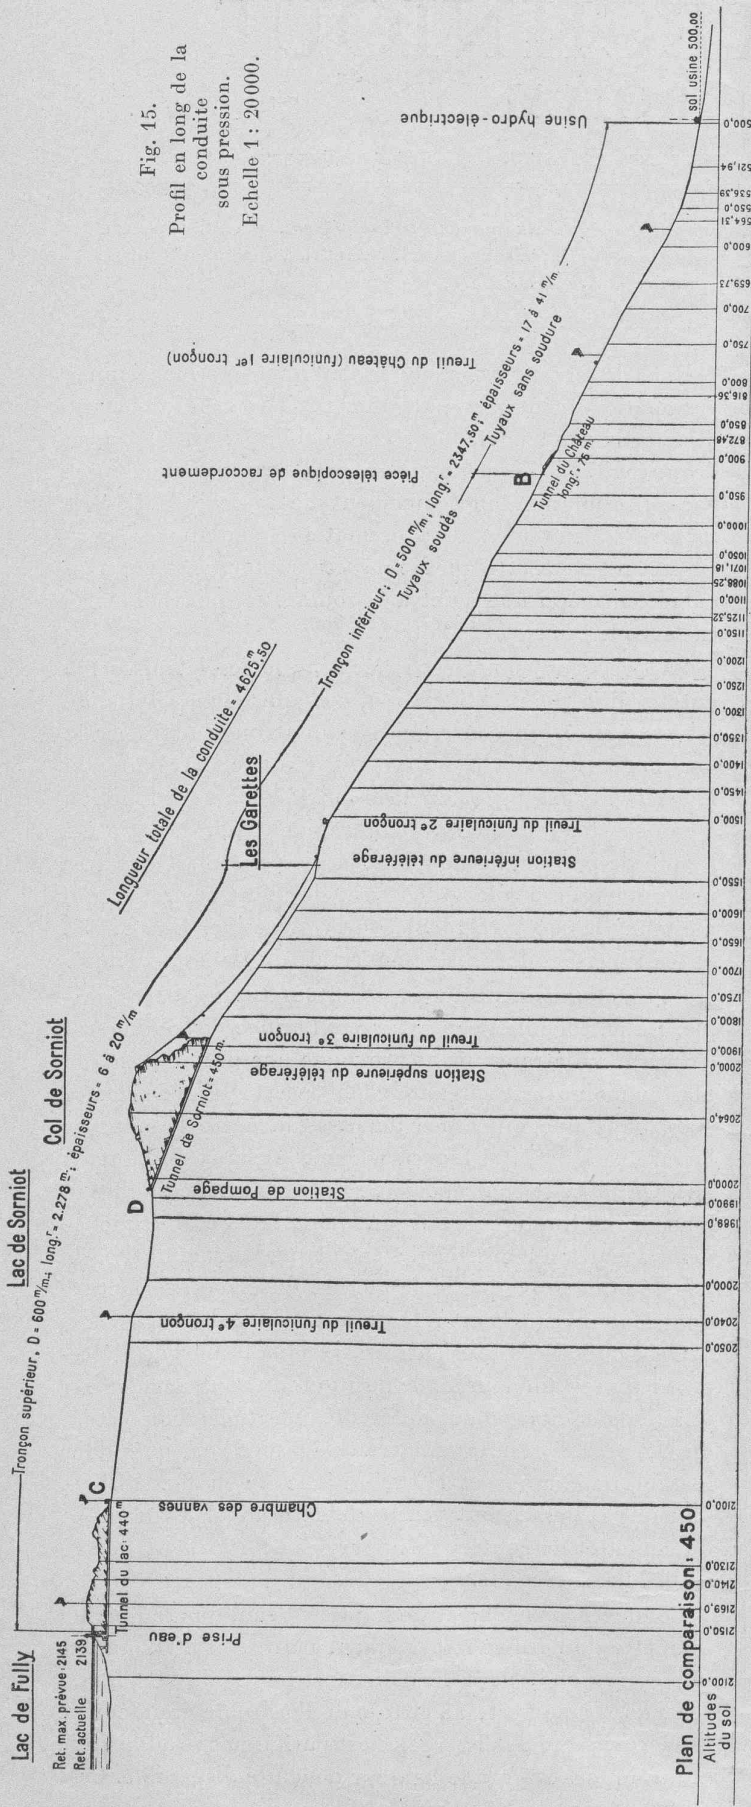 Fig. 15.
Profil en long de la
conduite
sous pression.
Echelle 1 : 20000.
Lac de Fully
Ret. max. prévue: 2145
Ret. actuelle 2139
Lac de Sorniot
Col de Sorniot
Tronçon supérieur, D = 600 m/m; long.r = 2.278 m; épaisseurs = 6 à 20 m/m
Longueur totale de la conduite = 4625,50 m
Les Garettes
Tronçon inférieur; D = 500 m/m; long.r = 2347,50 m; épaisseurs = 17 à 41 m/m
Tuyaux soudés
Tuyaux sans soudure
Prise d'eau
Tunnel du lac: 440 m
C
Chambre des vannes
Treuil du funiculaire 4e tronçon
D
Station de Pompage
Tunnel de Sorniot = 450 m.
Station supérieure du téléférage
Treuil du funiculaire 3e tronçon
Station inférieure du téléférage
Treuil du funiculaire 2e tronçon
B
Tunnel du Château
long.r = 75 m.
Pièce télescopique de raccordement
Treuil du Château (funiculaire 1er tronçon)
Usine hydro-électrique
sol usine 500,00
Plan de comparaison: 450
Altitudes
du sol
2100,0
2150,0
2169,0
2140,0
2130,0
2100,0
2050,0
2040,0
2000,0
1989,0
1990,0
2000,0
2064,0
2000,0
1900,0
1800,0
1750,0
1700,0
1650,0
1600,0
1550,0
1500,0
1450,0
1400,0
1350,0
1300,0
1250,0
1200,0
1150,0
1125,32
1100,0
1088,25
1071,18
1050,0
1000,0
950,0
900,0
872,48
850,0
816,36
800,0
750,0
700,0
659,73
600,0
564,31
550,0
536,39
521,94
500,0